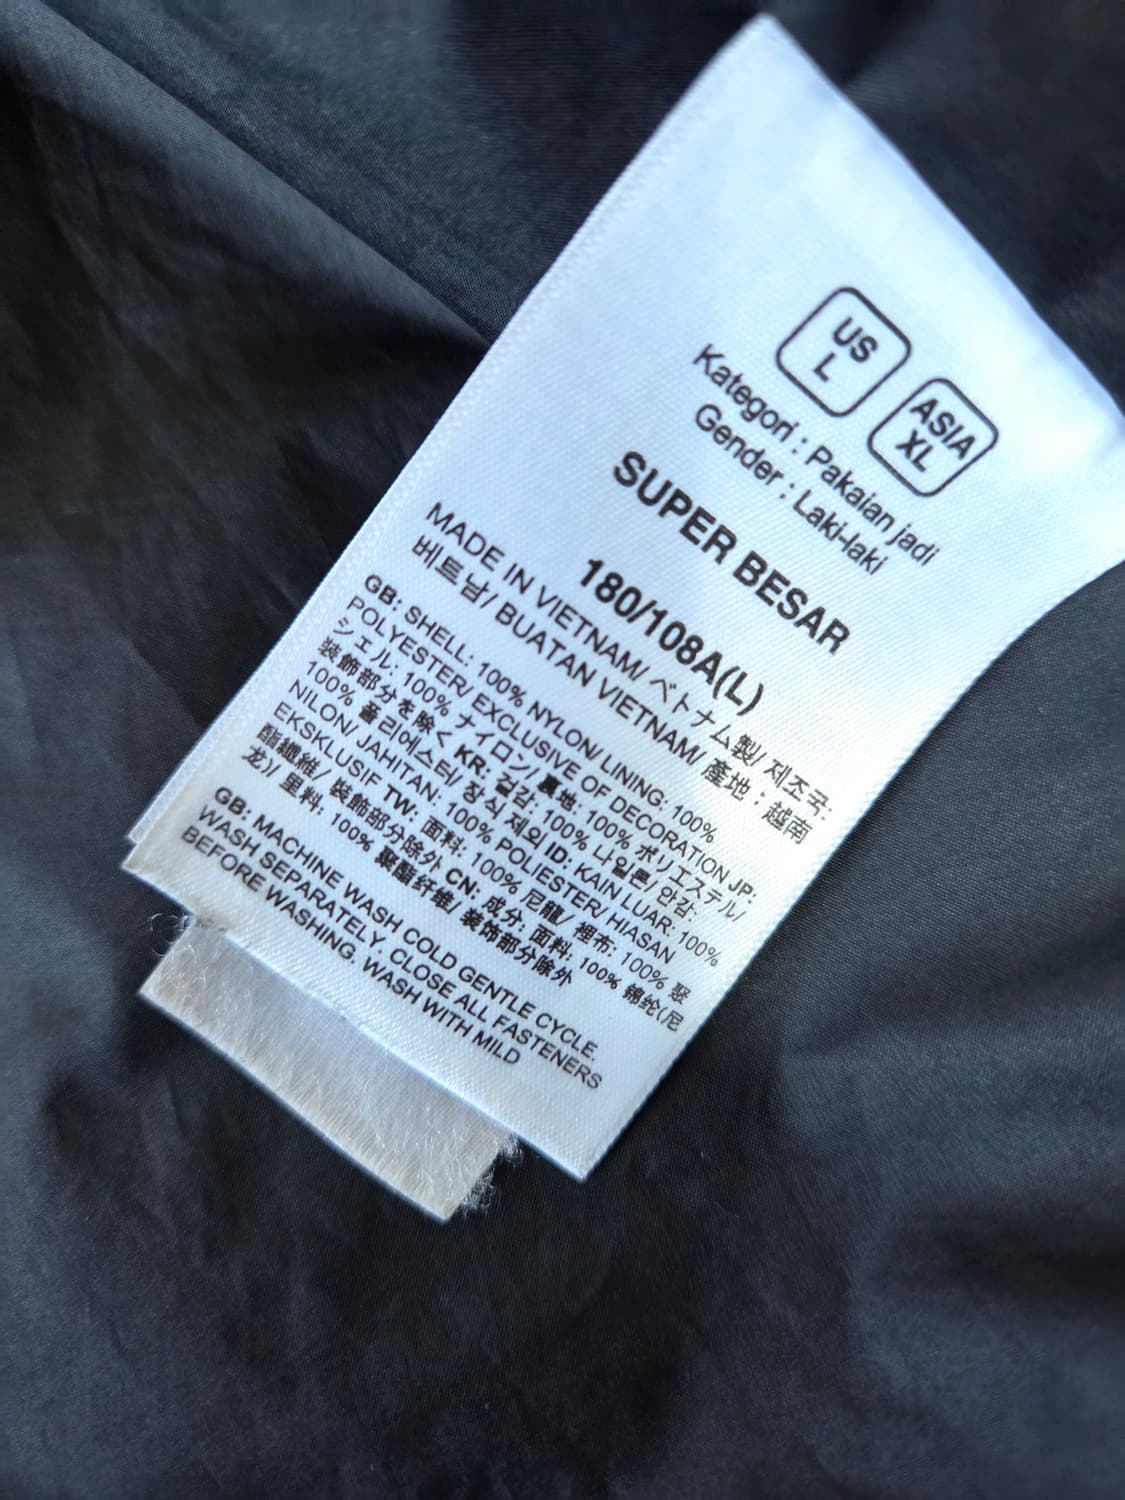 US
L
ASIA
XL
Kategori : Pakaian jadi
Gender : Laki-laki
SUPER BESAR
180/108A(L)
MADE IN VIETNAM/ ベトナム製/ 제조국:
베트남/ BUATAN VIETNAM/ 產地 : 越南
GB: SHELL: 100% NYLON/ LINING: 100%
POLYESTER/ EXCLUSIVE OF DECORATION JP:
シェル: 100% ナイロン/ 裏地: 100% ポリエステル/
装飾部分を除く KR: 겉감: 100% 나일론/ 안감:
100% 폴리에스터/ 장식 제외 ID: KAIN LUAR: 100%
NILON/ JAHITAN: 100% POLIESTER/ HIASAN
EKSKLUSIF TW: 面料: 100% 尼龍/ 裡布: 100% 聚
酯纖維/ 裝飾部分除外 CN: 成分: 面料: 100% 锦纶(尼
龙)/ 里料: 100% 聚酯纤维/ 装饰部分除外
GB: MACHINE WASH COLD GENTLE CYCLE.
WASH SEPARATELY. CLOSE ALL FASTENERS
BEFORE WASHING. WASH WITH MILD